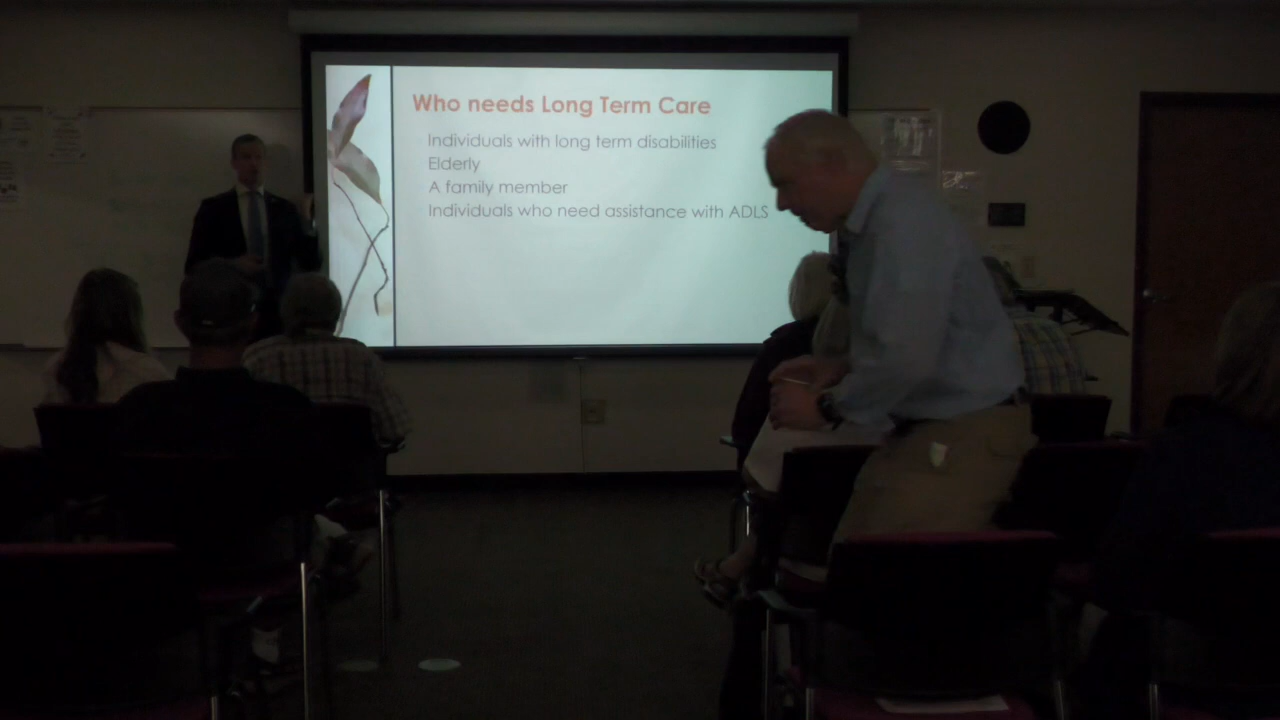 Who needs Long Term Care
Individuals with long term disabilities
Elderly
A family member
Individuals who need assistance with ADLS